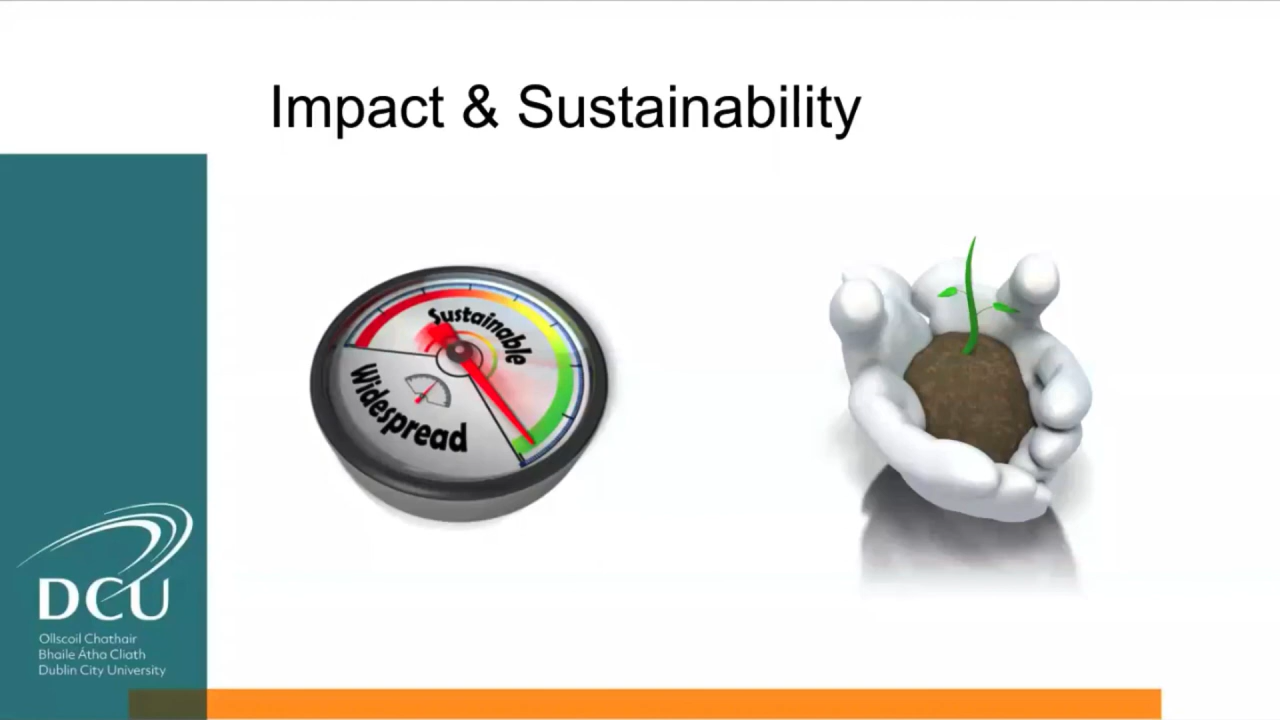 Impact & Sustainability
Sustainable
Widespread
DCU
Ollscoil Chathair
Bhaile Átha Cliath
Dublin City University